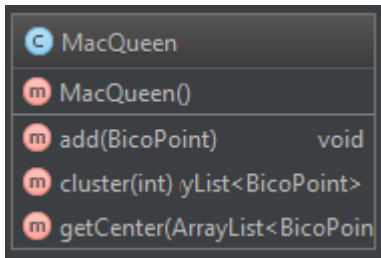 C MacQueen
m MacQueen()
m add(BicoPoint) void
m cluster(int) yList<BicoPoint>
m getCenter(ArrayList<BicoPoin